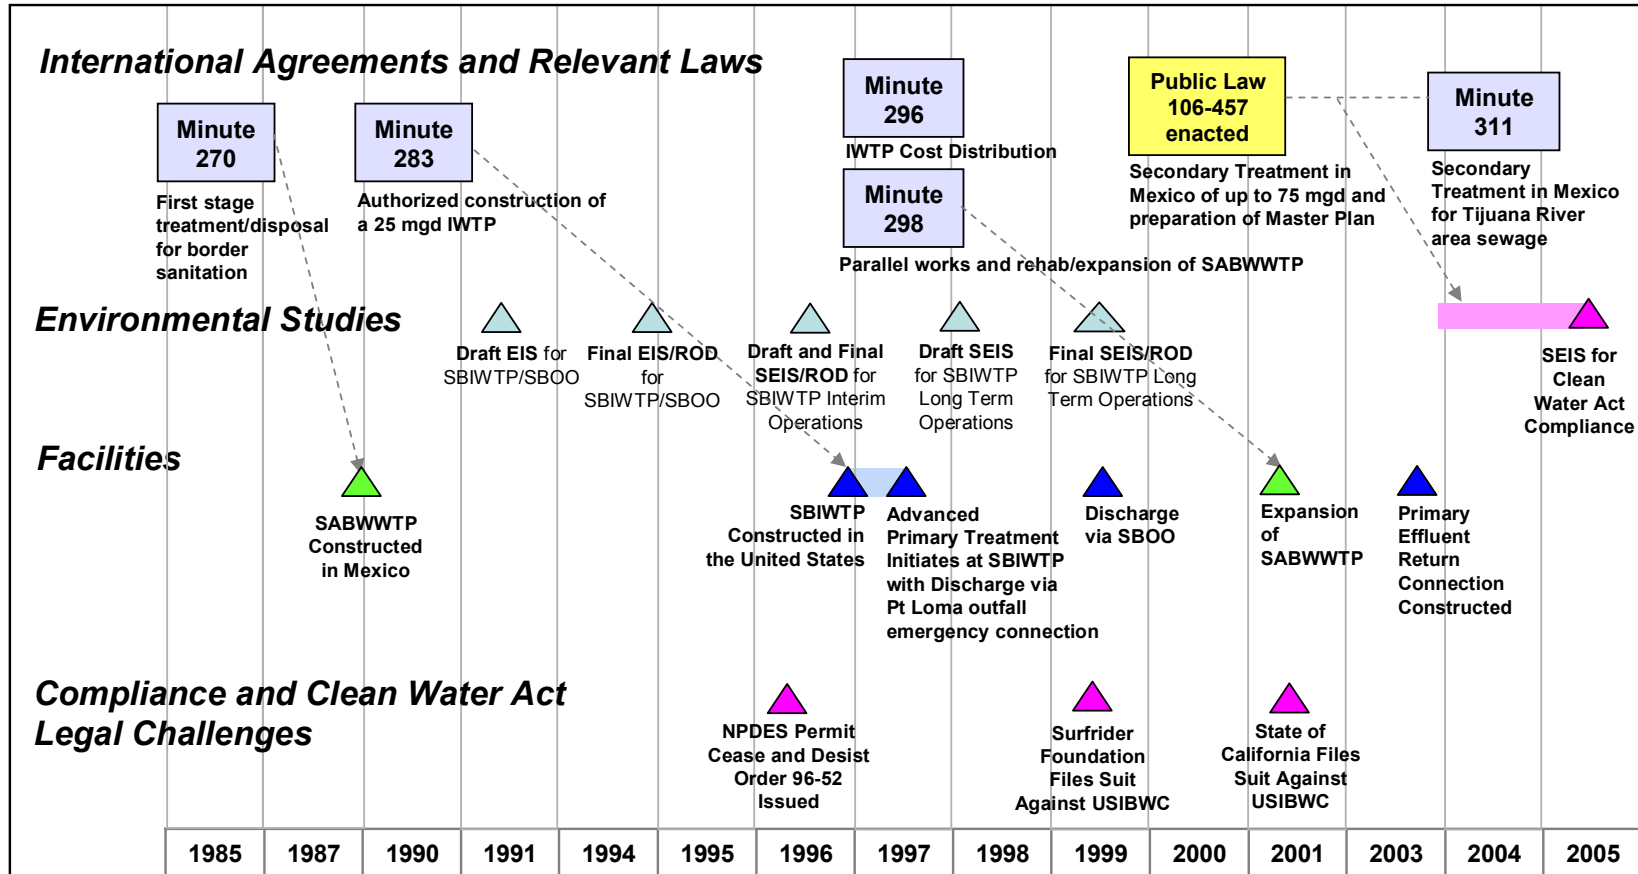 International Agreements and Relevant Laws
Minute
270
First stage
treatment/disposal
for border
sanitation
Minute
283
Authorized construction of
a 25 mgd IWTP
Minute
296
IWTP Cost Distribution
Minute
298
Parallel works and rehab/expansion of SABWWTP
Public Law
106-457
enacted
Secondary Treatment in
Mexico of up to 75 mgd and
preparation of Master Plan
Minute
311
Secondary
Treatment in Mexico
for Tijuana River
area sewage
Environmental Studies
Draft EIS for
SBIWTP/SBOO
Final EIS/ROD
for
SBIWTP/SBOO
Draft and Final
SEIS/ROD for
SBIWTP Interim
Operations
Draft SEIS
for SBIWTP
Long Term
Operations
Final SEIS/ROD
for SBIWTP Long
Term Operations
SEIS for
Clean
Water Act
Compliance
Facilities
SABWWTP
Constructed
in Mexico
SBIWTP
Constructed in
the United States
Advanced
Primary Treatment
Initiates at SBIWTP
with Discharge via
Pt Loma outfall
emergency connection
Discharge
via SBOO
Expansion
of
SABWWTP
Primary
Effluent
Return
Connection
Constructed
Compliance and Clean Water Act
Legal Challenges
NPDES Permit
Cease and Desist
Order 96-52
Issued
Surfrider
Foundation
Files Suit
Against USIBWC
State of
California Files
Suit Against
USIBWC
1985 1987 1990 1991 1994 1995 1996 1997 1998 1999 2000 2001 2003 2004 2005